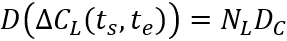 D(ΔC_L(t_s, t_e)) = N_L D_C